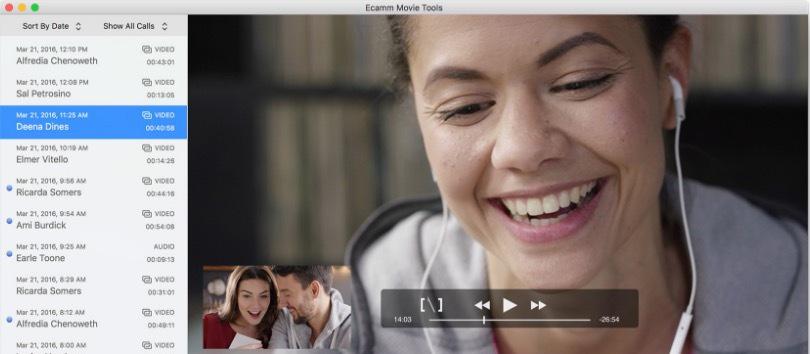 Ecamm Movie Tools
Sort By Date Show All Calls
Mar 21, 2016, 12:10 PM VIDEO
Alfredia Chenoweth 00:43:01
Mar 21, 2016, 12:08 PM VIDEO
Sal Petrosino 00:13:05
Mar 21, 2016, 11:25 AM VIDEO
Deena Dines 00:40:58
Mar 21, 2016, 10:19 AM VIDEO
Elmer Vitello 00:14:26
Mar 21, 2016, 9:56 AM VIDEO
Ricarda Somers 00:44:16
Mar 21, 2016, 9:54 AM VIDEO
Ami Burdick 00:54:08
Mar 21, 2016, 9:25 AM AUDIO
Earle Toone 00:09:13
Mar 21, 2016, 8:29 AM VIDEO
Ricarda Somers 00:31:01
Mar 21, 2016, 8:12 AM VIDEO
Alfredia Chenoweth 00:49:11
Mar 21, 2016, 8:00 AM VIDEO
14:03 -26:54